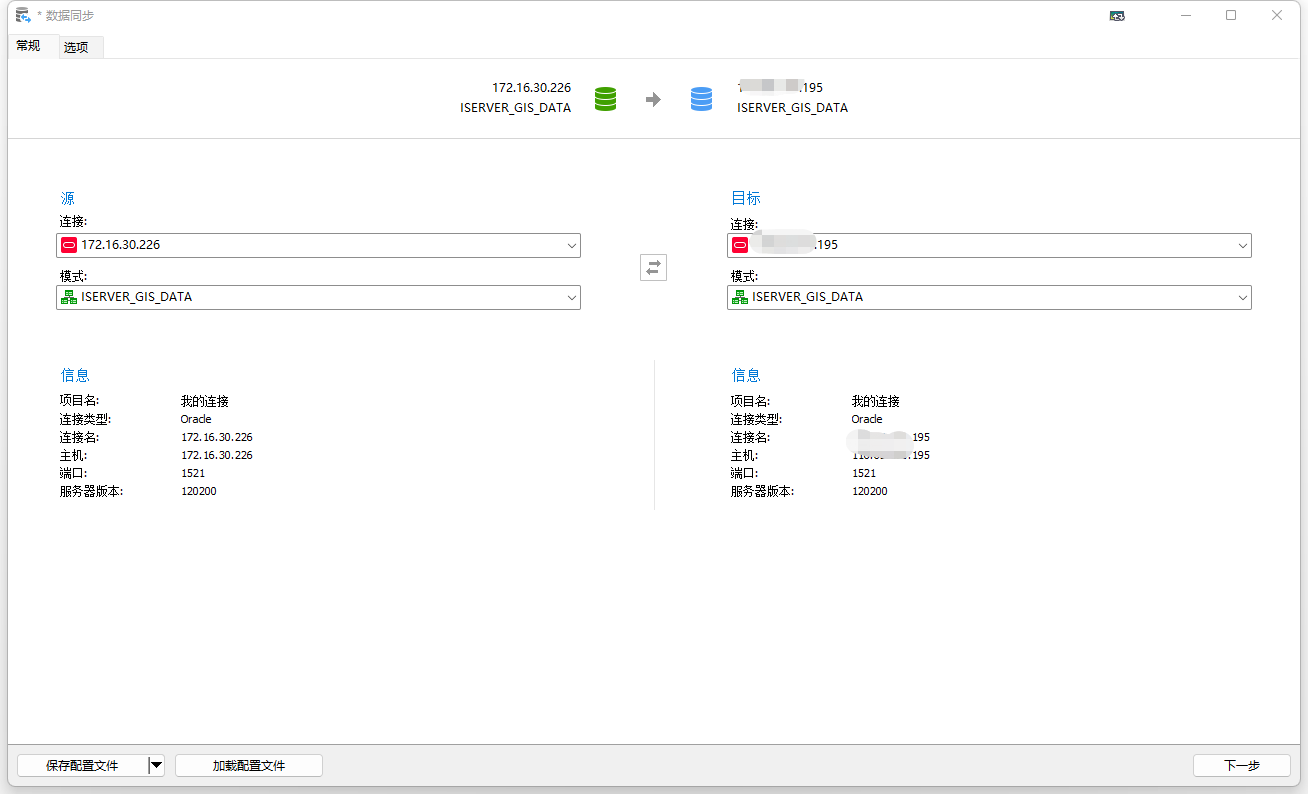 * 数据同步
常规
选项
172.16.30.226
.195
ISERVER_GIS_DATA
ISERVER_GIS_DATA
源
连接:
172.16.30.226
模式:
ISERVER_GIS_DATA
目标
连接:
.195
模式:
ISERVER_GIS_DATA
信息
项目名: 我的连接
连接类型: Oracle
连接名: 172.16.30.226
主机: 172.16.30.226
端口: 1521
服务器版本: 120200
信息
项目名: 我的连接
连接类型: Oracle
连接名: .195
主机: .195
端口: 1521
服务器版本: 120200
保存配置文件
加载配置文件
下一步